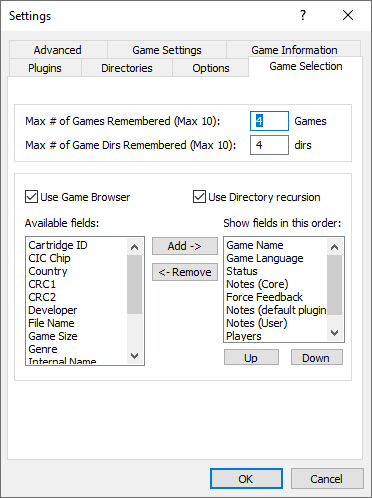 Settings
Advanced Game Settings Game Information
Plugins Directories Options Game Selection
Max # of Games Remembered (Max 10): 4 Games
Max # of Game Dirs Remembered (Max 10): 4 dirs
Use Game Browser Use Directory recursion
Available fields: Show fields in this order:
Cartridge ID
CIC Chip
Country
CRC1
CRC2
Developer
File Name
Game Size
Genre
Internal Name
Add ->
<- Remove
Game Name
Game Language
Status
Notes (Core)
Force Feedback
Notes (default plugin
Notes (User)
Players
Up Down
OK Cancel